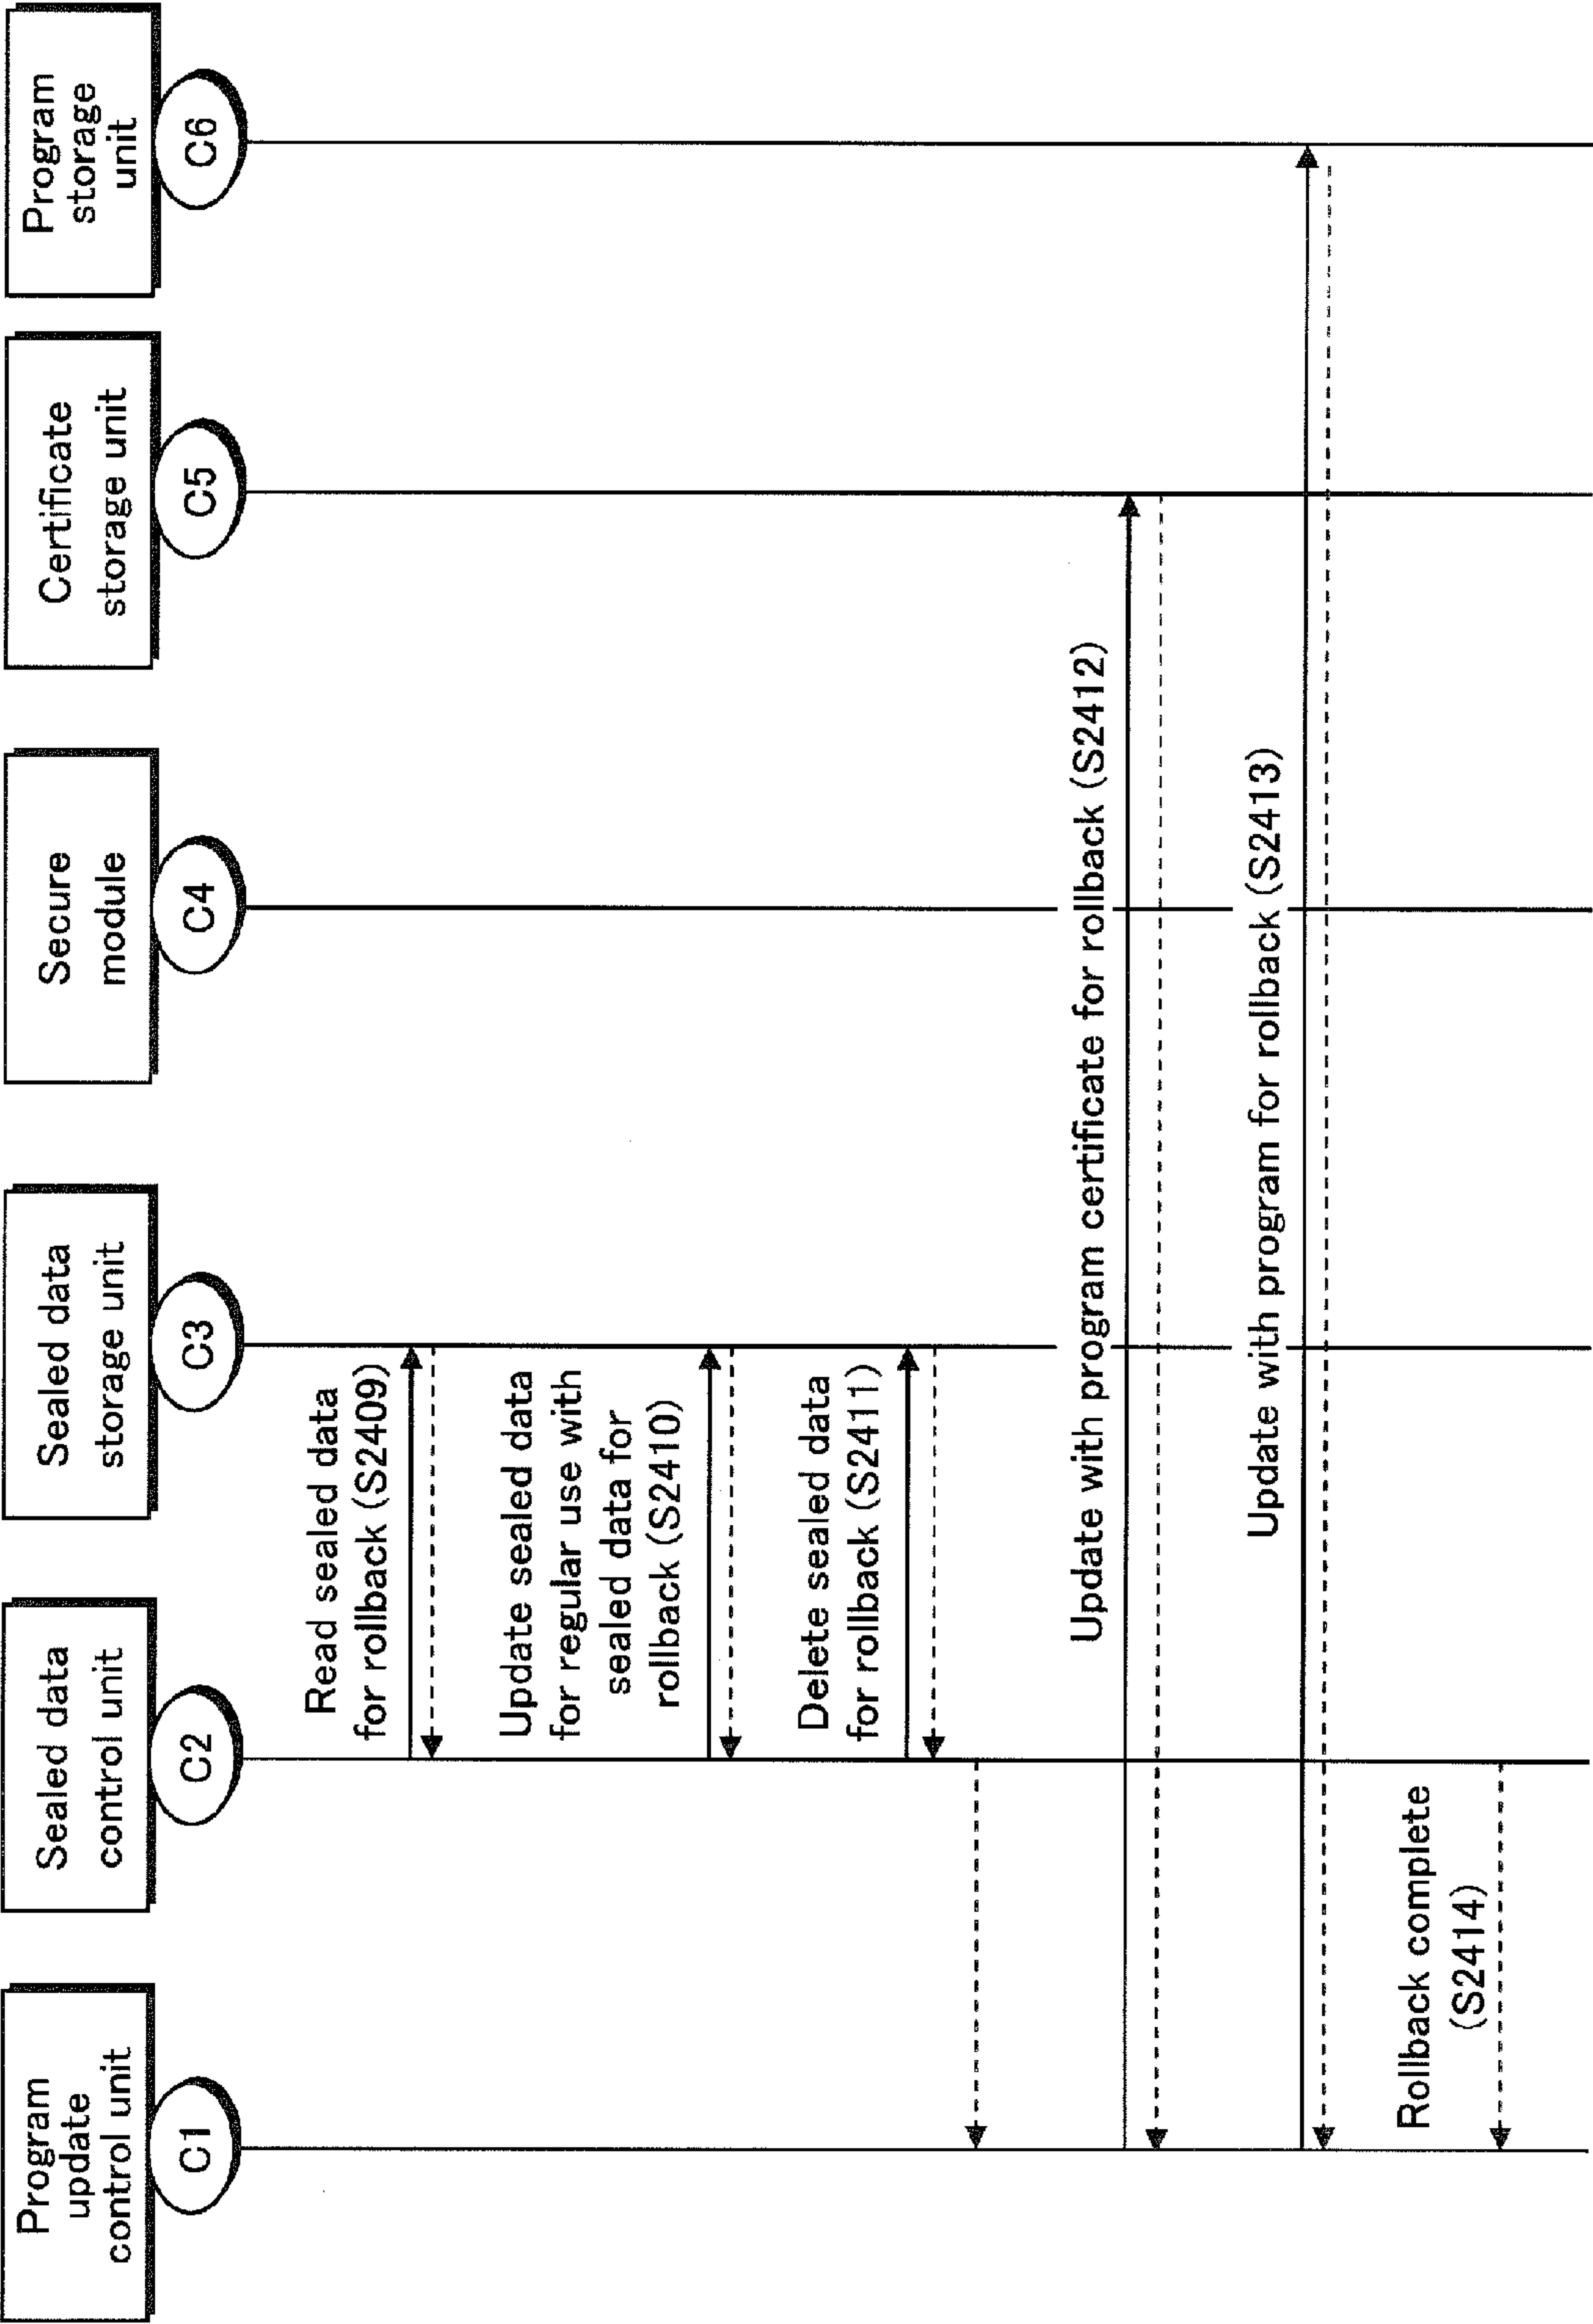 Program
update
control unit
C1
Sealed data
control unit
C2
Sealed data
storage unit
C3
Secure
module
C4
Certificate
storage unit
C5
Program
storage
unit
C6
Read sealed data
for rollback (S2409)
Update sealed data
for regular use with
sealed data for
rollback (S2410)
Delete sealed data
for rollback (S2411)
Update with program certificate for rollback (S2412)
Update with program for rollback (S2413)
Rollback complete
(S2414)